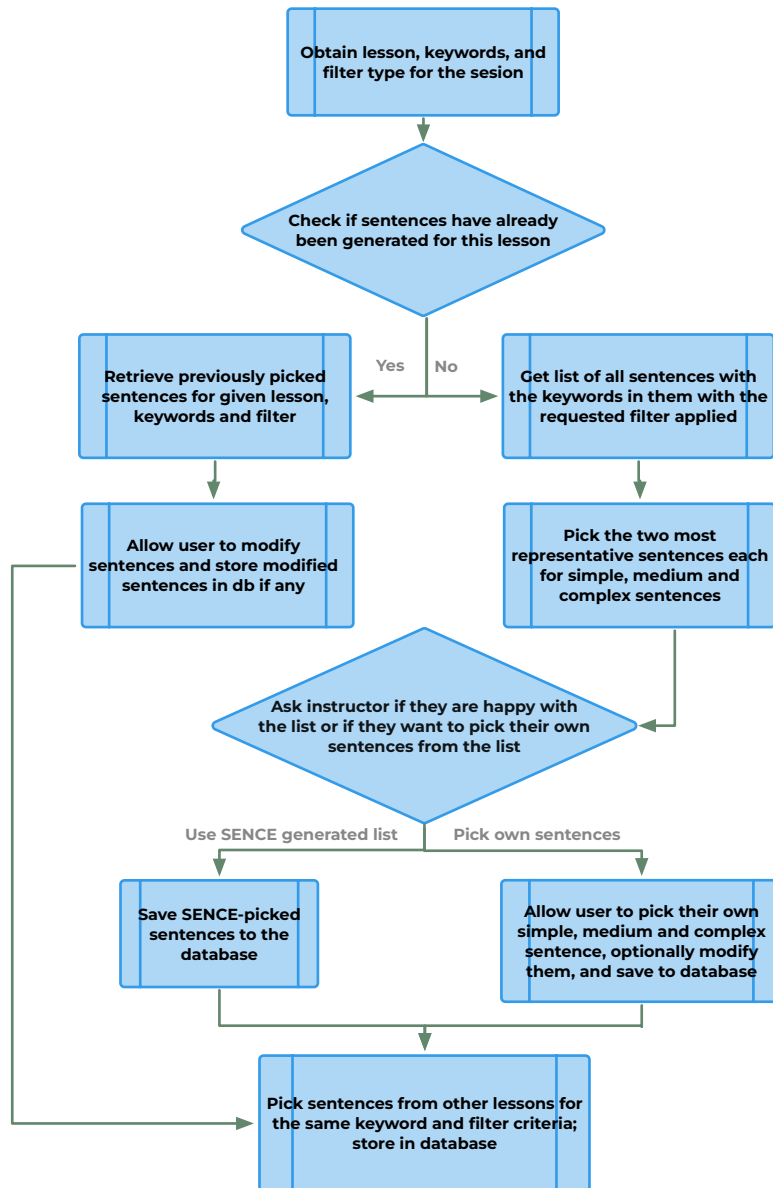 Obtain lesson, keywords, and
filter type for the sesion
Check if sentences have already
been generated for this lesson
Yes
No
Retrieve previously picked
sentences for given lesson,
keywords and filter
Get list of all sentences with
the keywords in them with the
requested filter applied
Allow user to modify
sentences and store modified
sentences in db if any
Pick the two most
representative sentences each
for simple, medium and
complex sentences
Ask instructor if they are happy with
the list or if they want to pick their own
sentences from the list
Use SENCE generated list
Pick own sentences
Save SENCE-picked
sentences to the
database
Allow user to pick their own
simple, medium and complex
sentence, optionally modify
them, and save to database
Pick sentences from other lessons for
the same keyword and filter criteria;
store in database